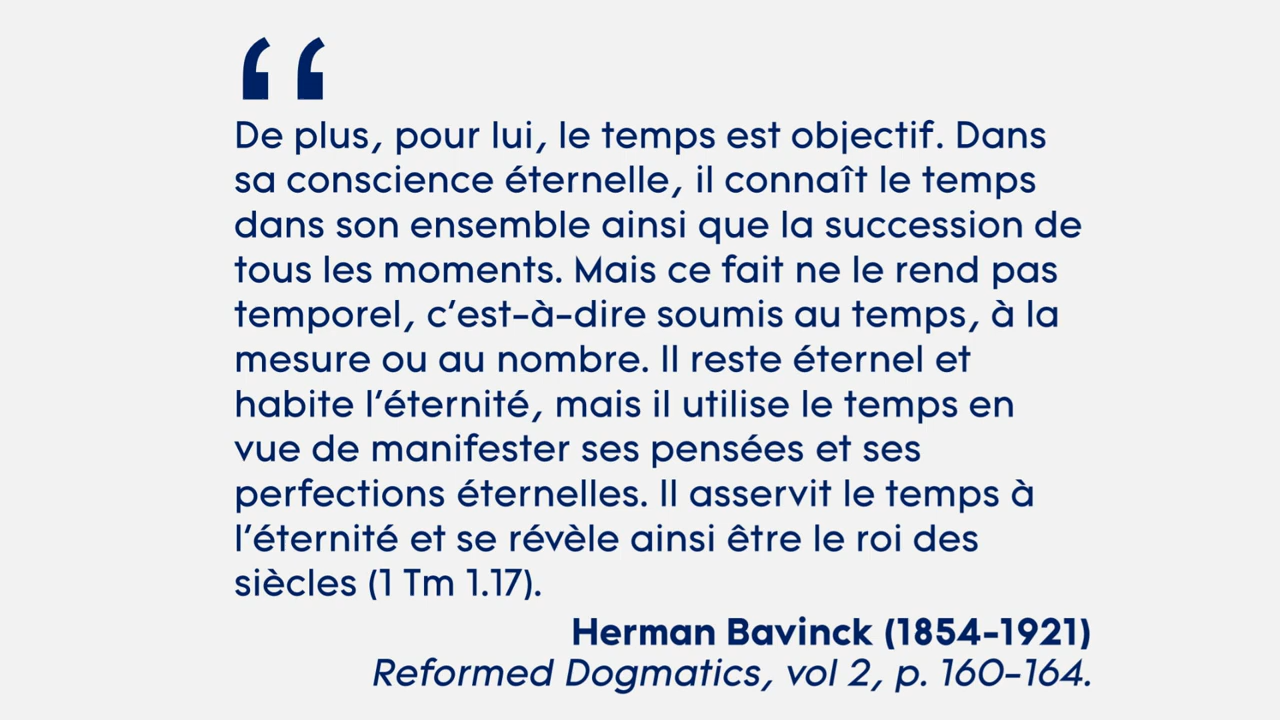 “
De plus, pour lui, le temps est objectif. Dans
sa conscience éternelle, il connaît le temps
dans son ensemble ainsi que la succession de
tous les moments. Mais ce fait ne le rend pas
temporel, c’est-à-dire soumis au temps, à la
mesure ou au nombre. Il reste éternel et
habite l’éternité, mais il utilise le temps en
vue de manifester ses pensées et ses
perfections éternelles. Il asservit le temps à
l’éternité et se révèle ainsi être le roi des
siècles (1 Tm 1.17).
Herman Bavinck (1854-1921)
Reformed Dogmatics, vol 2, p. 160-164.